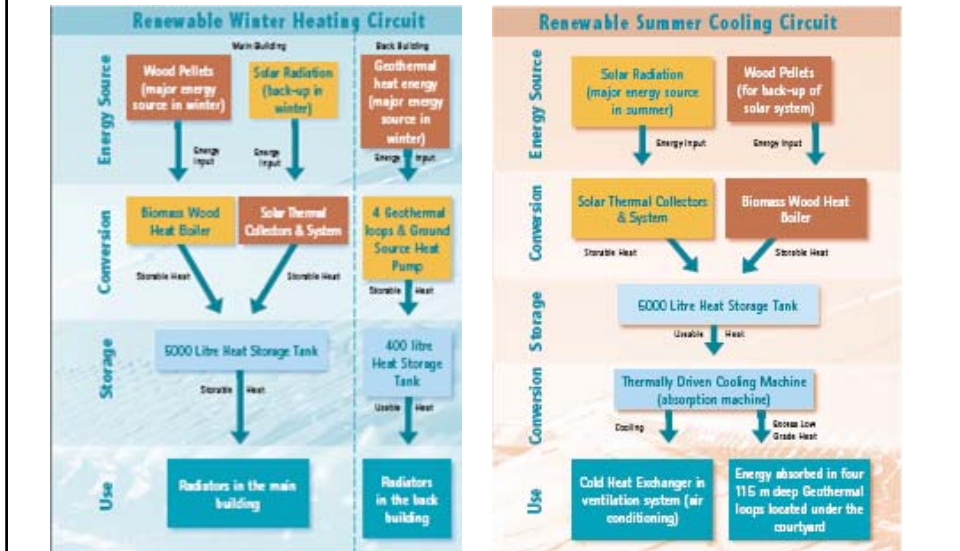 Renewable Winter Heating Circuit
Main Building
Back Building
Energy Source
Wood Pellets
(major energy
source in winter)
Solar Radiation
(back-up in
winter)
Geothermal
heat energy
(major energy
source in
winter)
Energy
Input
Energy
Input
Energy Input
Conversion
Biomass Wood
Heat Boiler
Solar Thermal
Collectors & System
4 Geothermal
loops & Ground
Source Heat
Pump
Storable Heat
Storable Heat
Storable Heat
Storage
6000 Litre Heat Storage Tank
400 litre
Heat Storage
Tank
Storable Heat
Usable Heat
Use
Radiators in the main
building
Radiators
in the back
building
Renewable Summer Cooling Circuit
Energy Source
Solar Radiation
(major energy source
in summer)
Wood Pellets
(for back-up of
solar system)
Energy Input
Energy Input
Conversion
Solar Thermal Collectors
& System
Biomass Wood Heat
Boiler
Storable Heat
Storable Heat
Storage
6000 Litre Heat Storage Tank
Useable Heat
Conversion
Thermally Driven Cooling Machine
(absorption machine)
Cooling
Excess Low
Grade Heat
Use
Cold Heat Exchanger in
ventilation system (air
conditioning)
Energy absorbed in four
115 m deep Geothermal
loops located under the
courtyard